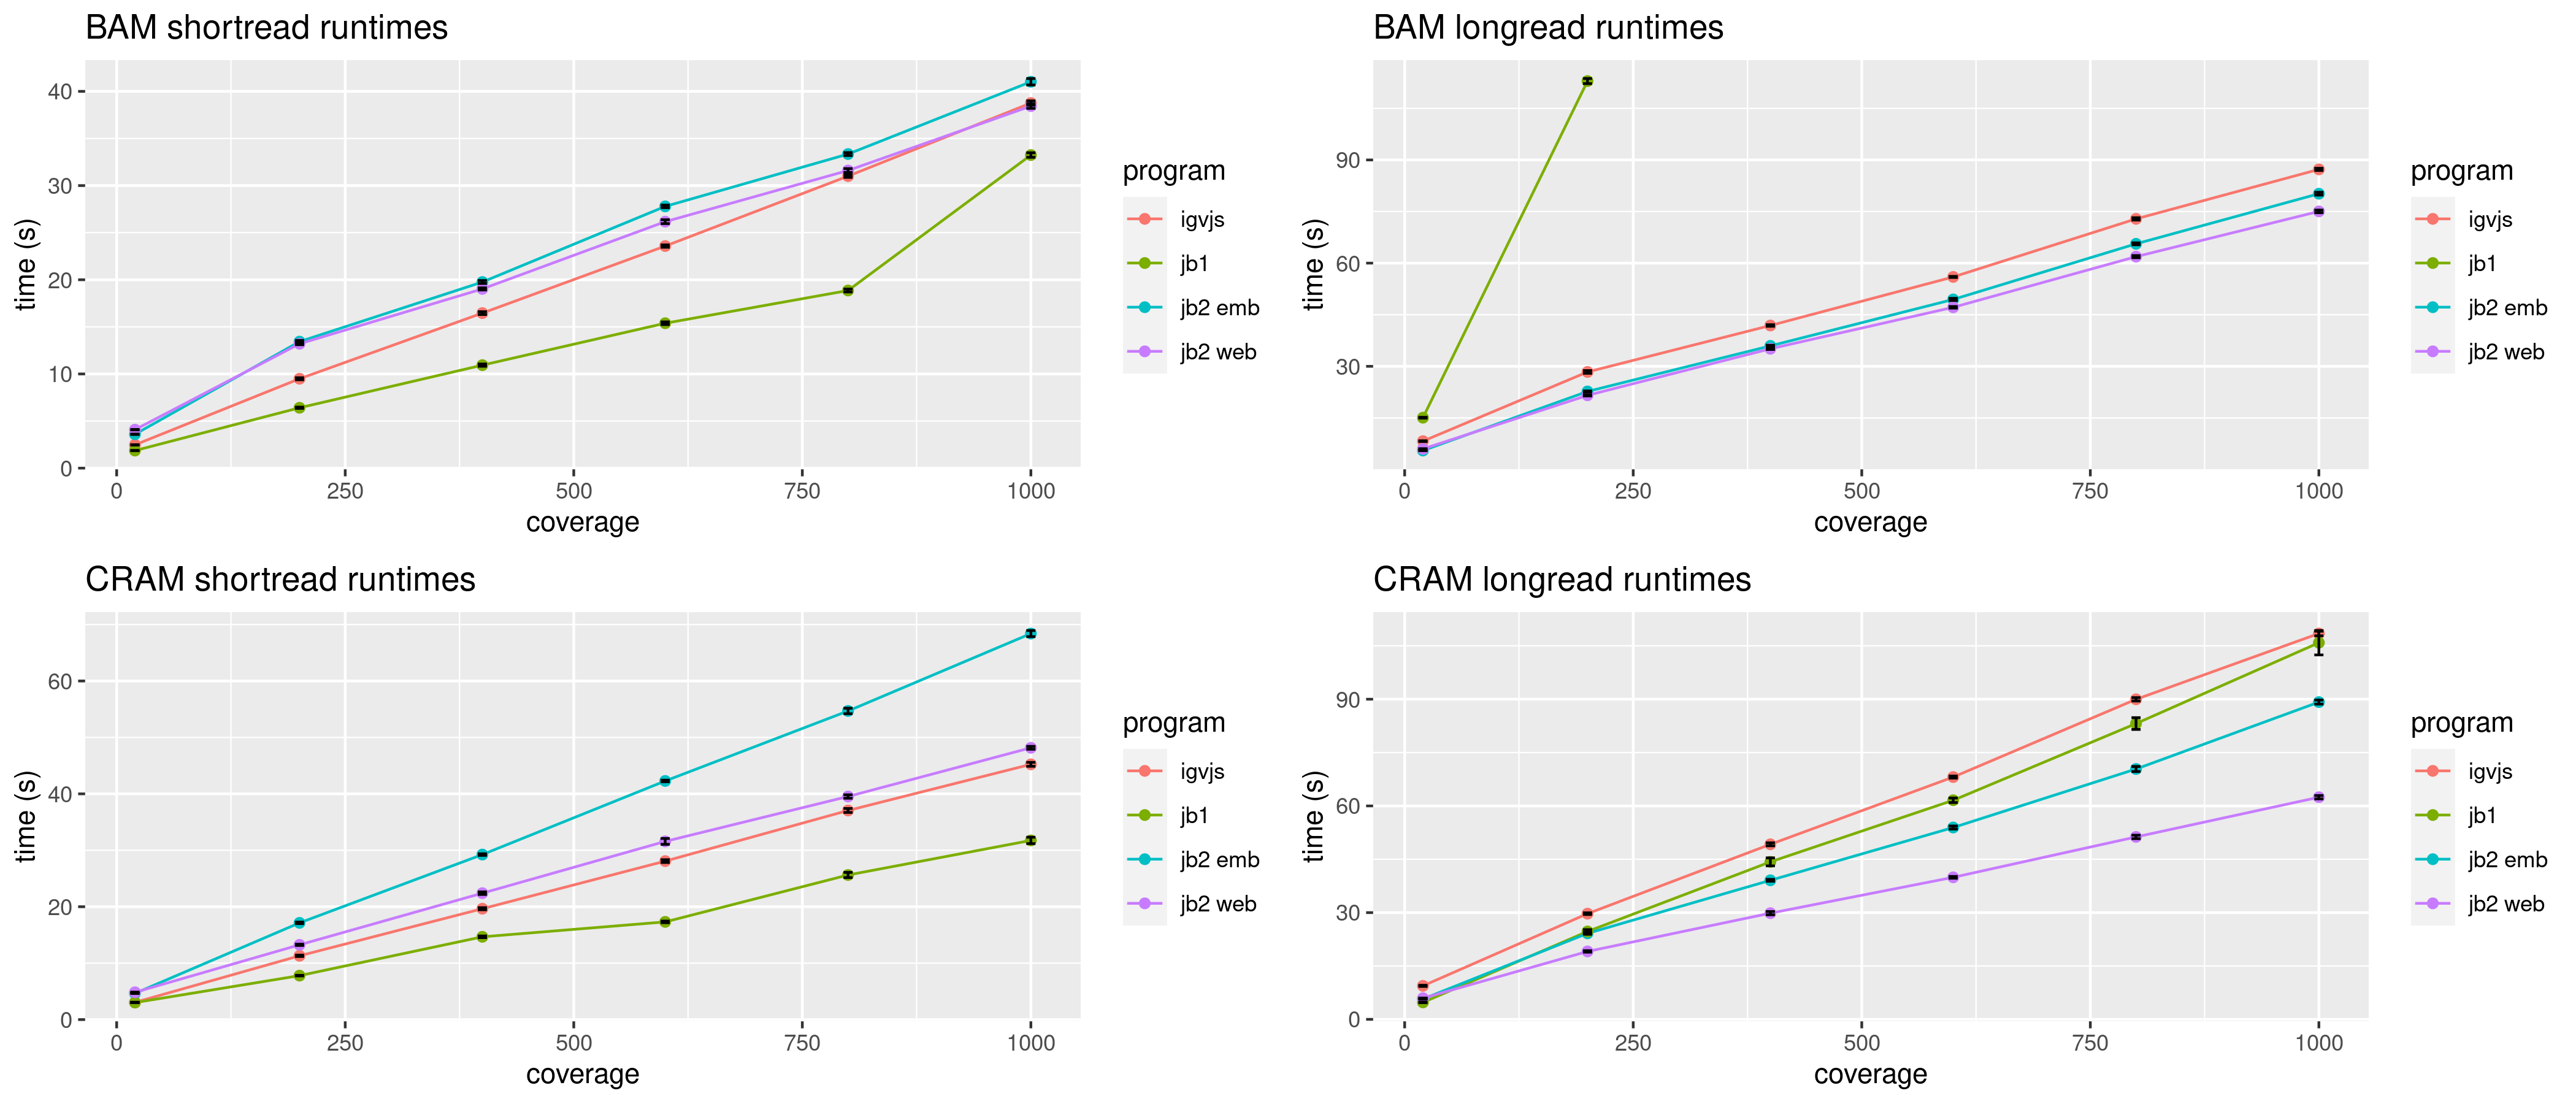 BAM shortread runtimes
time (s)
40
30
20
10
0
0 250 500 750 1000
coverage
program
igvjs
jb1
jb2 emb
jb2 web
BAM longread runtimes
time (s)
90
60
30
0 250 500 750 1000
coverage
program
igvjs
jb1
jb2 emb
jb2 web
CRAM shortread runtimes
time (s)
60
40
20
0
0 250 500 750 1000
coverage
program
igvjs
jb1
jb2 emb
jb2 web
CRAM longread runtimes
time (s)
90
60
30
0
0 250 500 750 1000
coverage
program
igvjs
jb1
jb2 emb
jb2 web